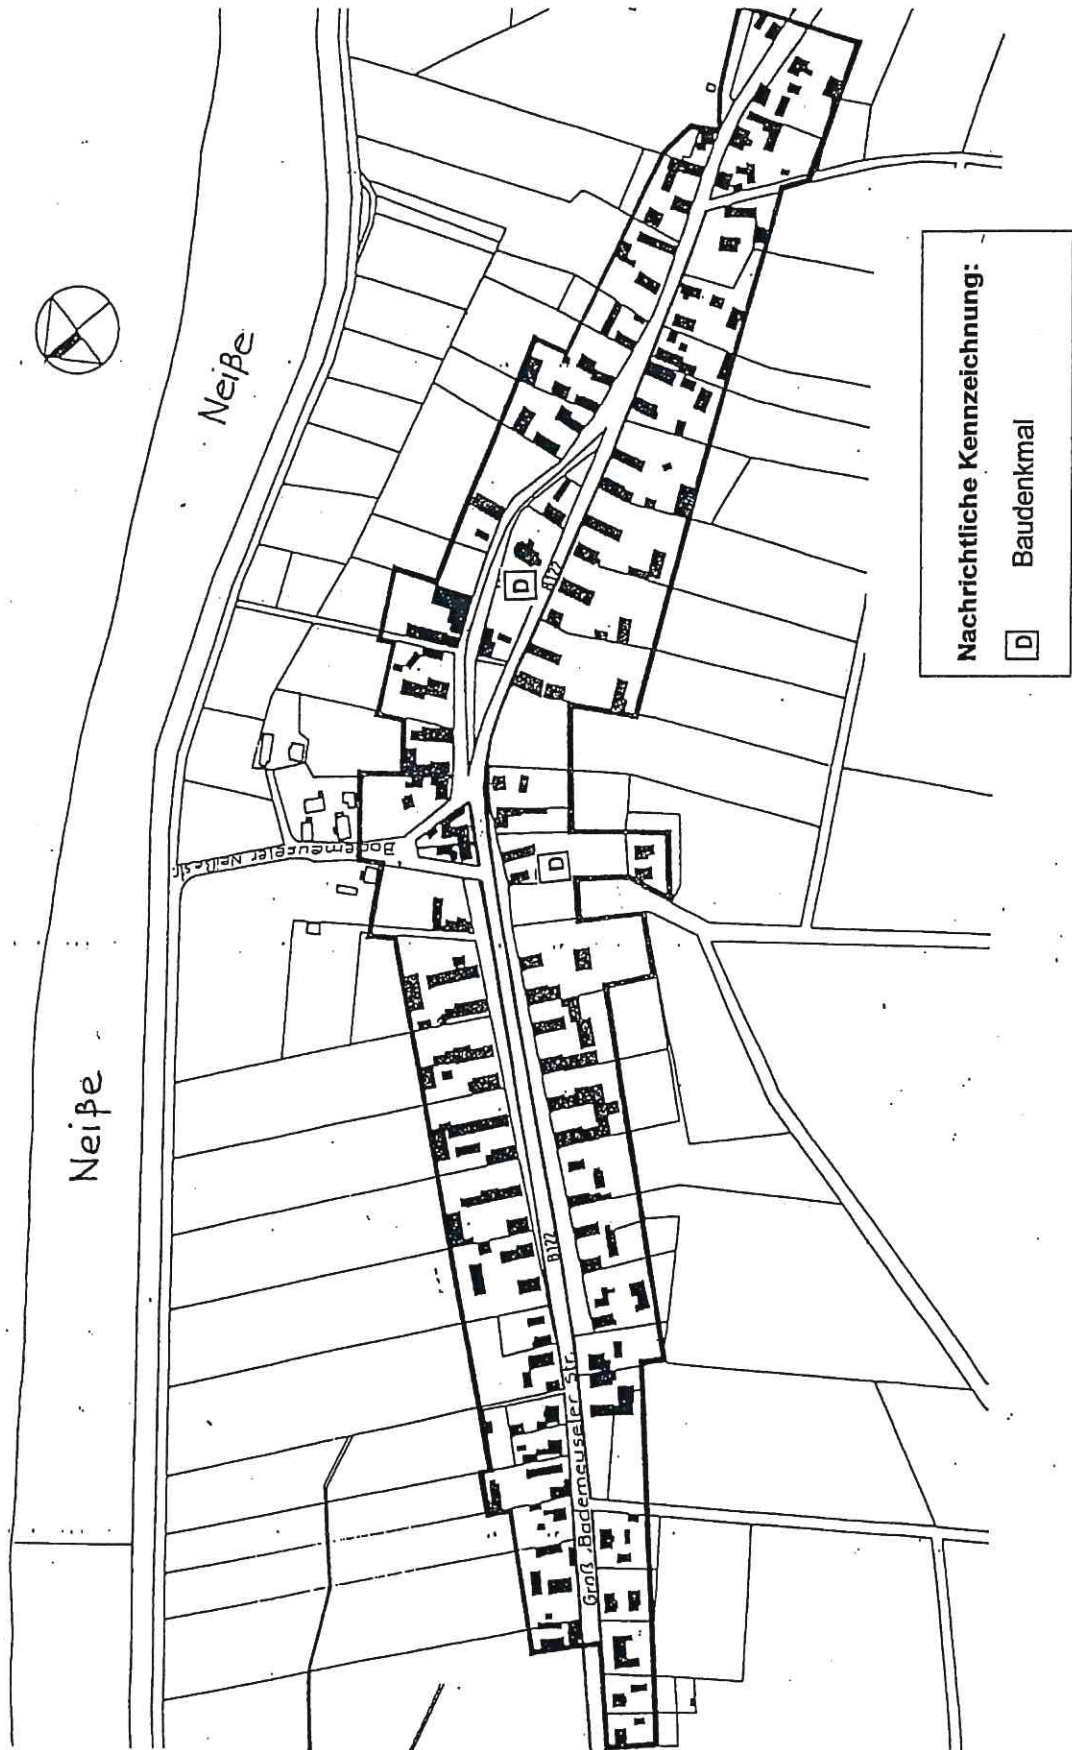 Neiße
Neiße
Bademeuseler Neißestr.
D
B122
D
B122
Groß Bademeuseler Str.
Nachrichtliche Kennzeichnung:
D Baudenkmal